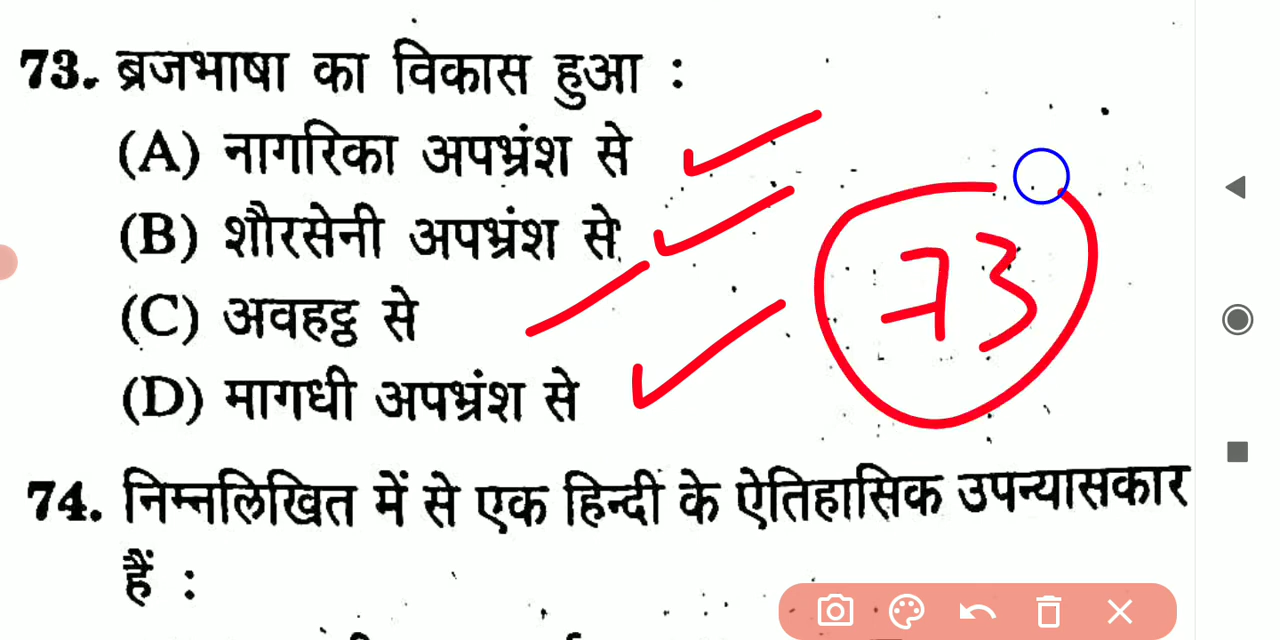 73. ब्रजभाषा का विकास हुआ :
(A) नागरिका अपभ्रंश से
(B) शौरसेनी अपभ्रंश से
(C) अवहट्ठ से
(D) मागधी अपभ्रंश से
73
74. निम्नलिखित में से एक हिन्दी के ऐतिहासिक उपन्यासकार
हैं :